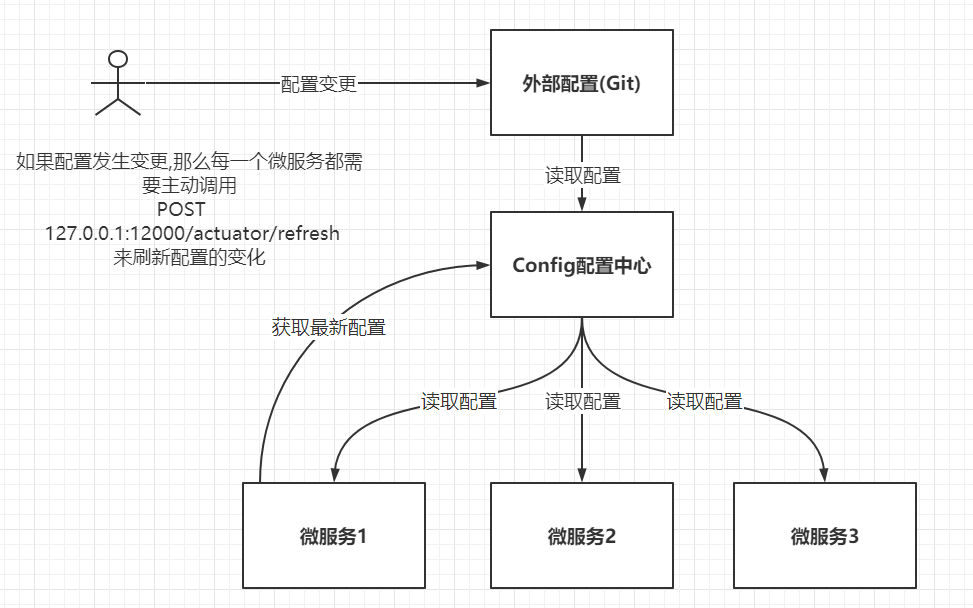 配置变更
外部配置(Git)
如果配置发生变更,那么每一个微服务都需
要主动调用
POST
127.0.0.1:12000/actuator/refresh
来刷新配置的变化
读取配置
Config配置中心
获取最新配置
读取配置
读取配置
读取配置
微服务1
微服务2
微服务3